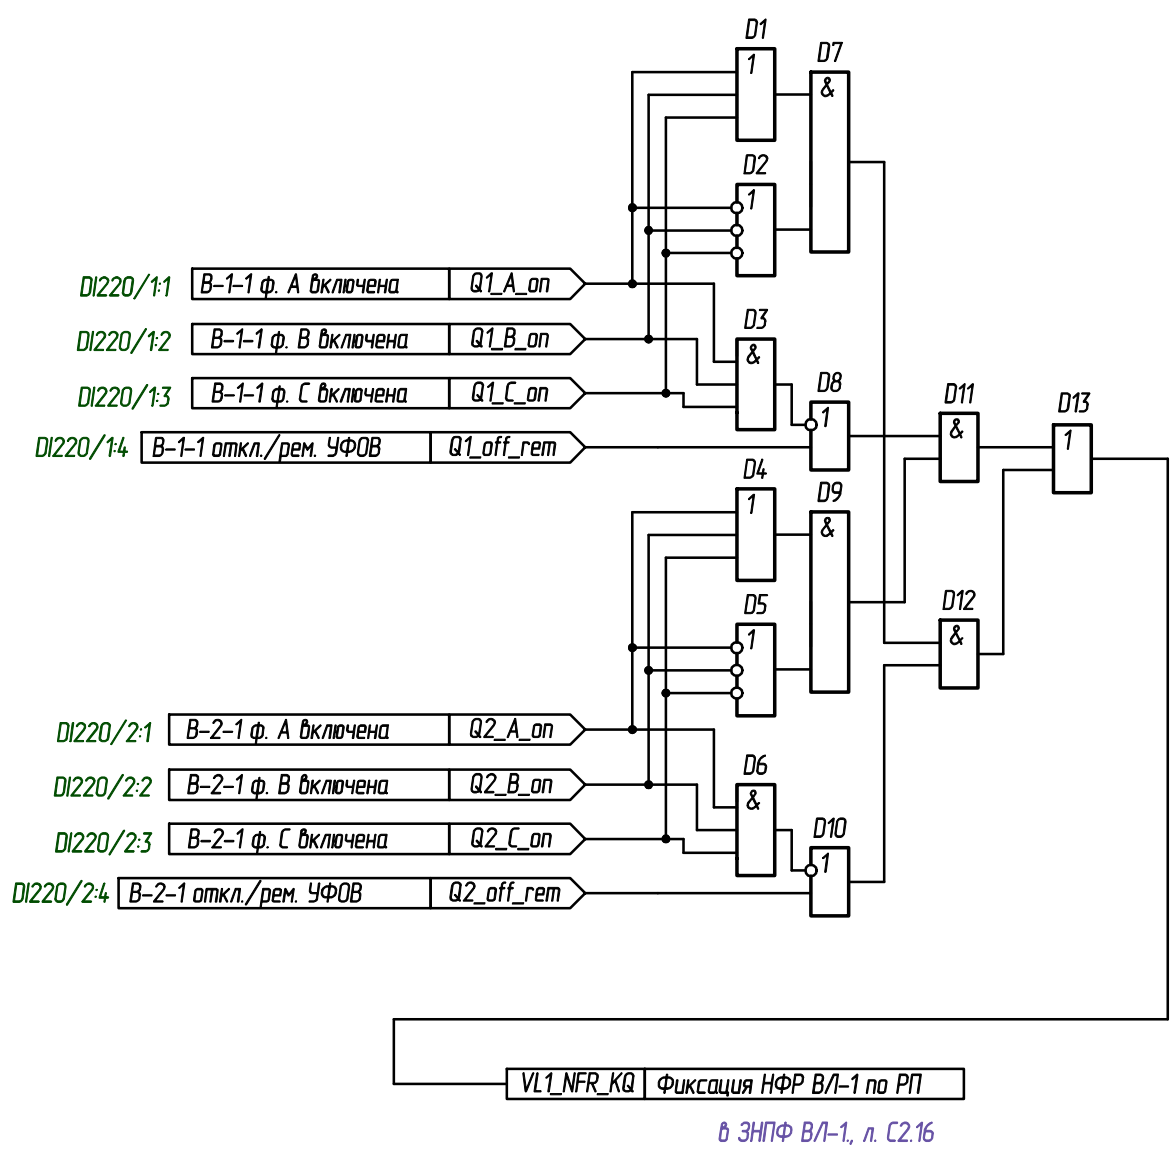 D1
1
D7
&
D2
1
DI220/1:1 В-1-1 ф. А включена Q1_A_on
D3
&
DI220/1:2 В-1-1 ф. В включена Q1_B_on
DI220/1:3 В-1-1 ф. С включена Q1_C_on
D8
1
D11
&
D13
1
DI220/1:4 В-1-1 откл./рем. УФОВ Q1_off_rem
D4
1
D9
&
D5
1
D12
&
DI220/2:1 В-2-1 ф. А включена Q2_A_on
DI220/2:2 В-2-1 ф. В включена Q2_B_on
D6
&
DI220/2:3 В-2-1 ф. С включена Q2_C_on
D10
1
DI220/2:4 В-2-1 откл./рем. УФОВ Q2_off_rem
VL1_NFR_KQ Фиксация НФР ВЛ-1 по РП
в ЗНПФ ВЛ-1., л. С2.16